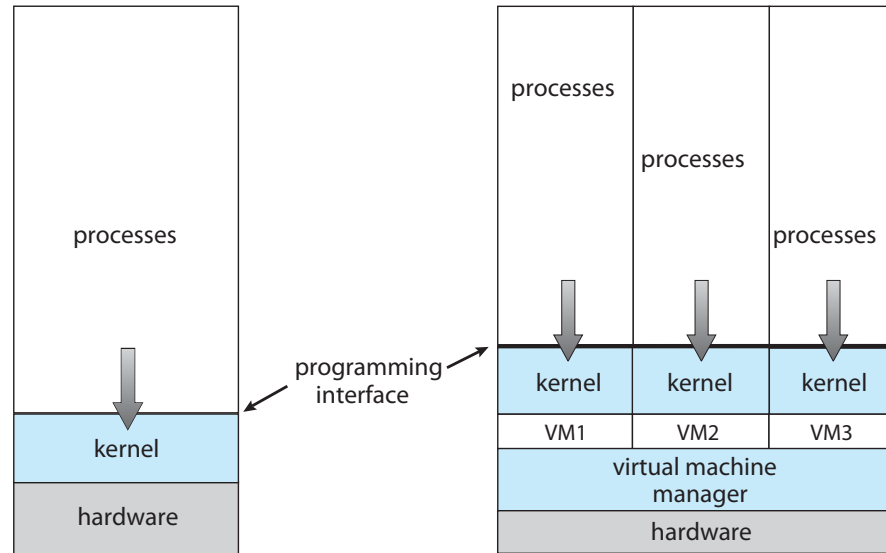 processes
kernel
hardware
programming
interface
processes
processes
processes
kernel
kernel
kernel
VM1
VM2
VM3
virtual machine
manager
hardware